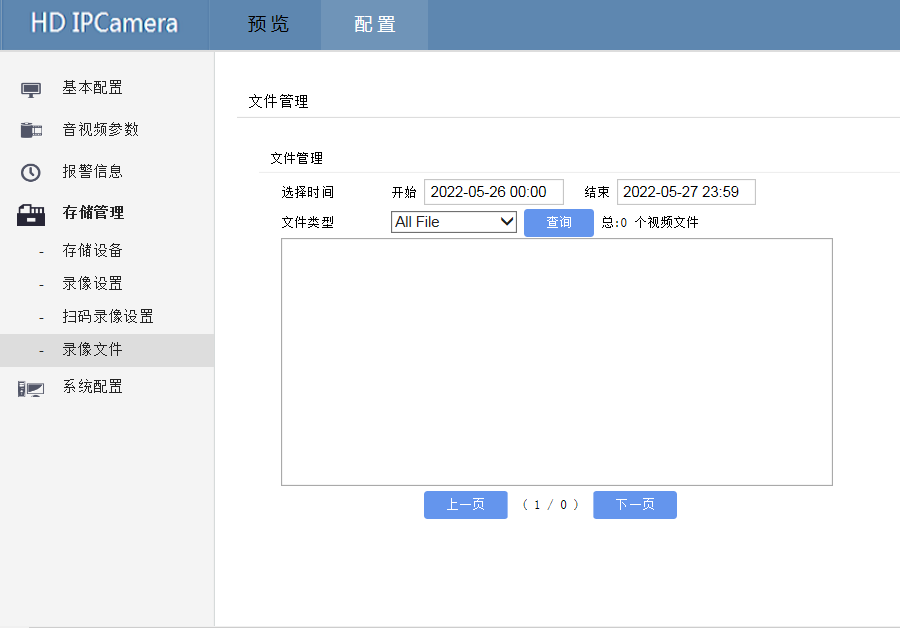 HD IPCamera 预览 配置
基本配置
音视频参数
报警信息
存储管理
- 存储设备
- 录像设置
- 扫码录像设置
- 录像文件
系统配置
文件管理
文件管理
选择时间 开始 2022-05-26 00:00 结束 2022-05-27 23:59
文件类型 All File 查询 总:0 个视频文件
上一页 ( 1 / 0 ) 下一页